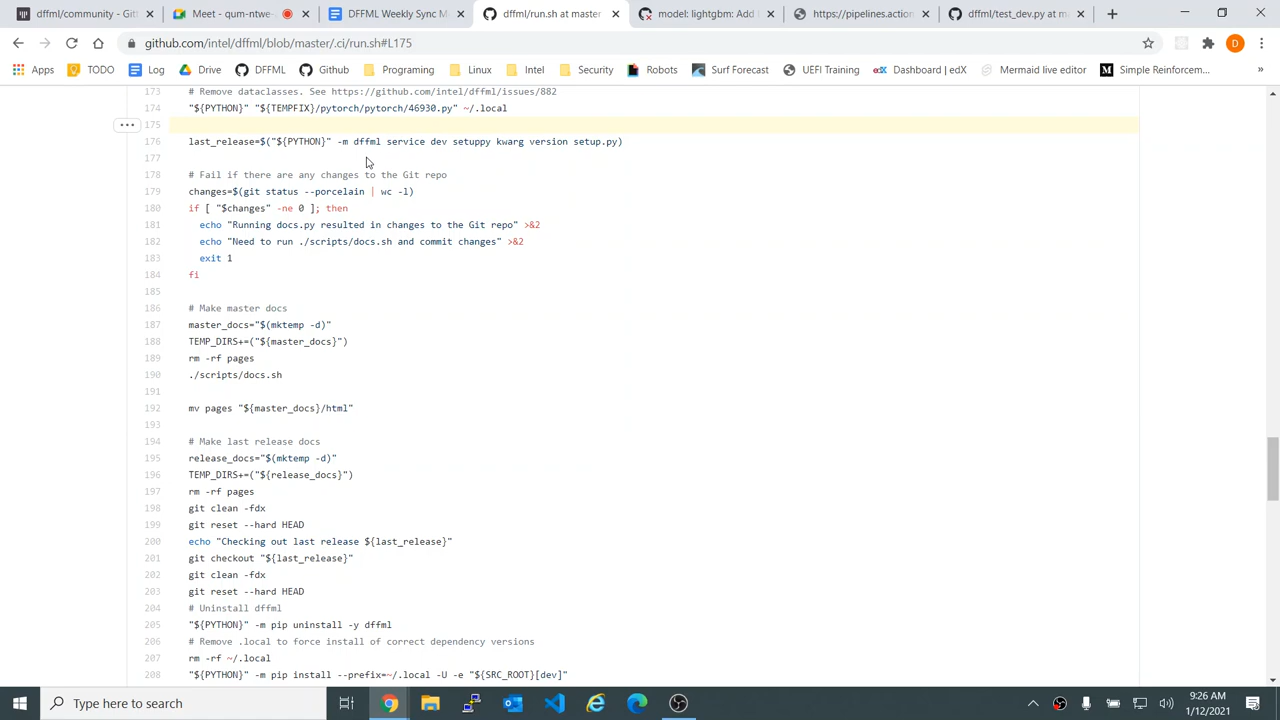 dffml/community - Git
Meet - qum-ntwe-
DFFML Weekly Sync M
dffml/run.sh at master
model: lightgbm: Add
https://pipelines.action
dffml/test_dev.py at m
github.com/intel/dffml/blob/master/.ci/run.sh#L175
D
Apps
TODO
Log
Drive
DFFML
Github
Programing
Linux
Intel
Security
Robots
Surf Forecast
UEFI Training
Dashboard | edX
Mermaid live editor
Simple Reinforcem...
»
173 # Remove dataclasses. See https://github.com/intel/dffml/issues/882
174 "${PYTHON}" "${TEMPFIX}/pytorch/pytorch/46930.py" ~/.local
175
176 last_release=$("${PYTHON}" -m dffml service dev setuppy kwarg version setup.py)
177
178 # Fail if there are any changes to the Git repo
179 changes=$(git status --porcelain | wc -l)
180 if [ "$changes" -ne 0 ]; then
181 echo "Running docs.py resulted in changes to the Git repo" >&2
182 echo "Need to run ./scripts/docs.sh and commit changes" >&2
183 exit 1
184 fi
185
186 # Make master docs
187 master_docs="$(mktemp -d)"
188 TEMP_DIRS+=("${master_docs}")
189 rm -rf pages
190 ./scripts/docs.sh
191
192 mv pages "${master_docs}/html"
193
194 # Make last release docs
195 release_docs="$(mktemp -d)"
196 TEMP_DIRS+=("${release_docs}")
197 rm -rf pages
198 git clean -fdx
199 git reset --hard HEAD
200 echo "Checking out last release ${last_release}"
201 git checkout "${last_release}"
202 git clean -fdx
203 git reset --hard HEAD
204 # Uninstall dffml
205 "${PYTHON}" -m pip uninstall -y dffml
206 # Remove .local to force install of correct dependency versions
207 rm -rf ~/.local
208 "${PYTHON}" -m pip install --prefix=~/.local -U -e "${SRC_ROOT}[dev]"
Type here to search
9:26 AM
1/12/2021